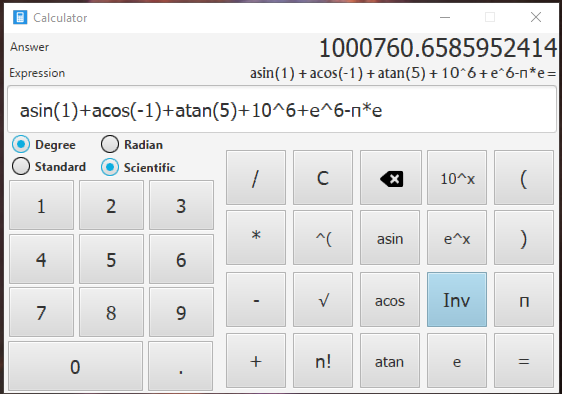 Calculator
Answer 1000760.6585952414
Expression asin(1)+acos(-1)+atan(5)+10^6+e^6-п*e=
asin(1)+acos(-1)+atan(5)+10^6+e^6-п*e
Degree Radian
Standard Scientific
/ C 10^x (
1 2 3
* ^( asin e^x )
4 5 6
- √ acos Inv п
7 8 9
+ n! atan e =
0 .